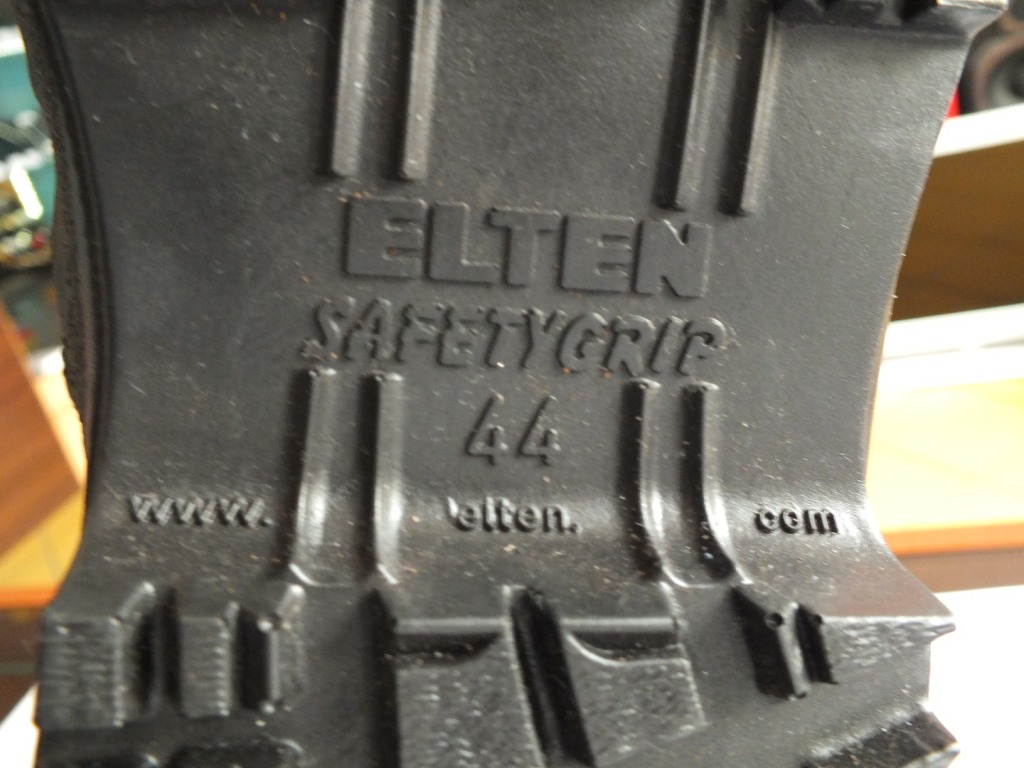 ELTEN
SAFETYGRIP
44
www. elten. com